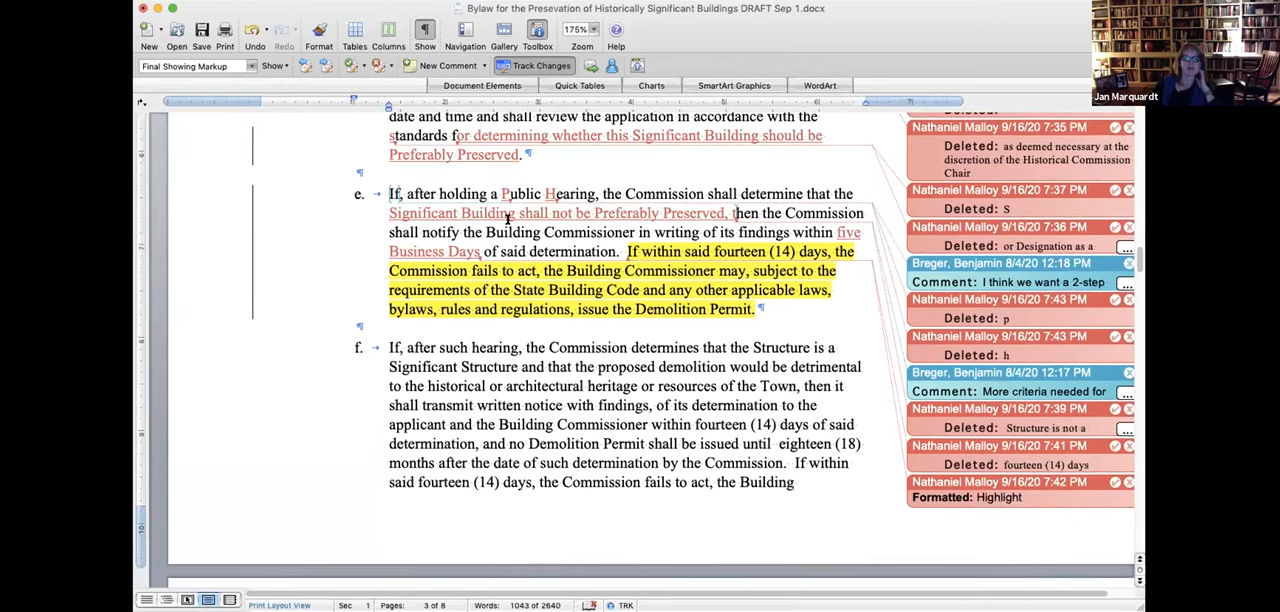 Bylaw for the Presevation of Historically Significant Buildings DRAFT Sep 1.docx
New Open Save Print Undo Redo Format Tables Columns Show Navigation Gallery Toolbox Zoom Help
175%
Final Showing Markup Show New Comment Track Changes
Document Elements Quick Tables Charts SmartArt Graphics WordArt
Jan Marquardt
date and time and shall review the application in accordance with the
standards for determining whether this Significant Building should be
Preferably Preserved. ¶
¶
e. If, after holding a Public Hearing, the Commission shall determine that the
Significant Building shall not be Preferably Preserved, then the Commission
shall notify the Building Commissioner in writing of its findings within five
Business Days of said determination. If within said fourteen (14) days, the
Commission fails to act, the Building Commissioner may, subject to the
requirements of the State Building Code and any other applicable laws,
bylaws, rules and regulations, issue the Demolition Permit. ¶
¶
f. If, after such hearing, the Commission determines that the Structure is a
Significant Structure and that the proposed demolition would be detrimental
to the historical or architectural heritage or resources of the Town, then it
shall transmit written notice with findings, of its determination to the
applicant and the Building Commissioner within fourteen (14) days of said
determination, and no Demolition Permit shall be issued until eighteen (18)
months after the date of such determination by the Commission. If within
said fourteen (14) days, the Commission fails to act, the Building
Deleted:
Nathaniel Malloy 9/16/20 7:35 PM
Deleted: as deemed necessary at the
discretion of the Historical Commission
Chair
Nathaniel Malloy 9/16/20 7:37 PM
Deleted: S
Nathaniel Malloy 9/16/20 7:36 PM
Deleted: or Designation as a ...
Breger, Benjamin 8/4/20 12:18 PM
Comment: I think we want a 2-step ...
Nathaniel Malloy 9/16/20 7:43 PM
Deleted: p
Nathaniel Malloy 9/16/20 7:43 PM
Deleted: h
Breger, Benjamin 8/4/20 12:17 PM
Comment: More criteria needed for ...
Nathaniel Malloy 9/16/20 7:39 PM
Deleted: Structure is not a ...
Nathaniel Malloy 9/16/20 7:41 PM
Deleted: fourteen (14) days
Nathaniel Malloy 9/16/20 7:42 PM
Formatted: Highlight
Print Layout View Sec 1 Pages: 3 of 8 Words: 1043 of 2640 TRK